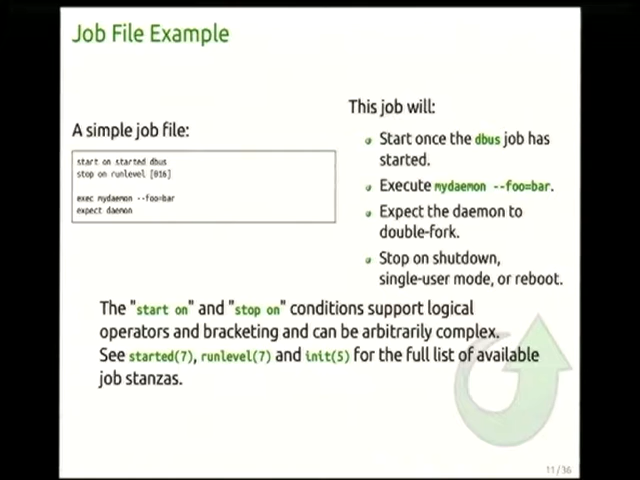 Job File Example
A simple job file:
start on started dbus
stop on runlevel [016]
exec mydaemon --foo=bar
expect daemon
This job will:
Start once the dbus job has
started.
Execute mydaemon --foo=bar.
Expect the daemon to
double-fork.
Stop on shutdown,
single-user mode, or reboot.
The "start on" and "stop on" conditions support logical
operators and bracketing and can be arbitrarily complex.
See started(7), runlevel(7) and init(5) for the full list of available
job stanzas.
11/36